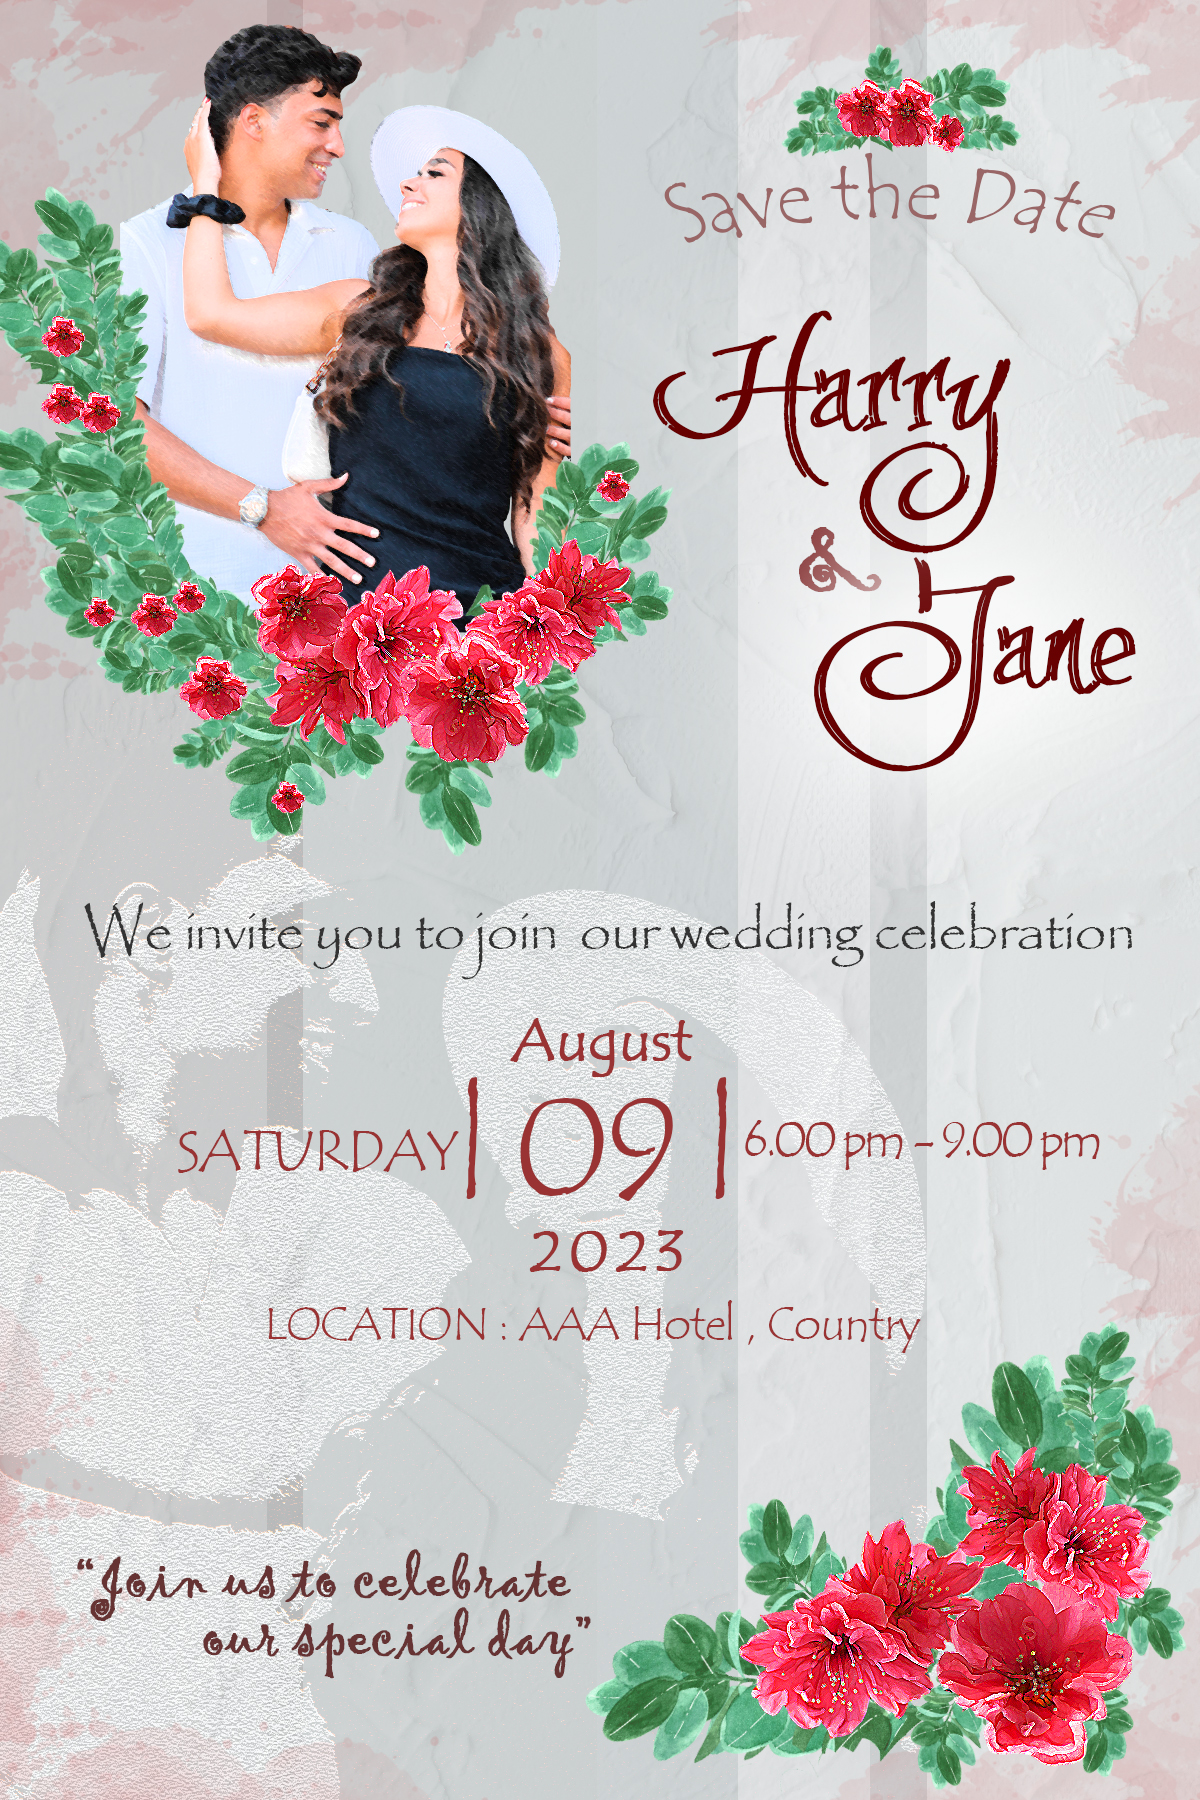 Save the Date
Harry
&
Jane
We invite you to join our wedding celebration
August
SATURDAY | 09 | 6.00 pm - 9.00 pm
2023
LOCATION : AAA Hotel , Country
“Join us to celebrate
our special day”